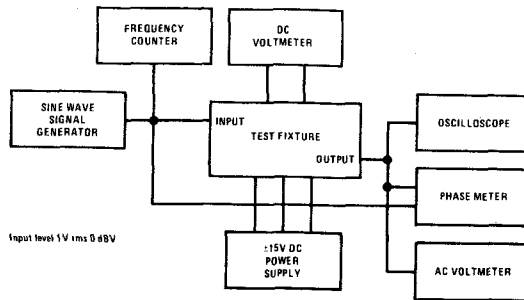 FREQUENCY
COUNTER
DC
VOLTMETER
SINE WAVE
SIGNAL
GENERATOR
INPUT
TEST FIXTURE
OUTPUT
OSCILLOSCOPE
PHASE METER
Input level 1V rms 0 dBV
±15V DC
POWER
SUPPLY
AC VOLTMETER